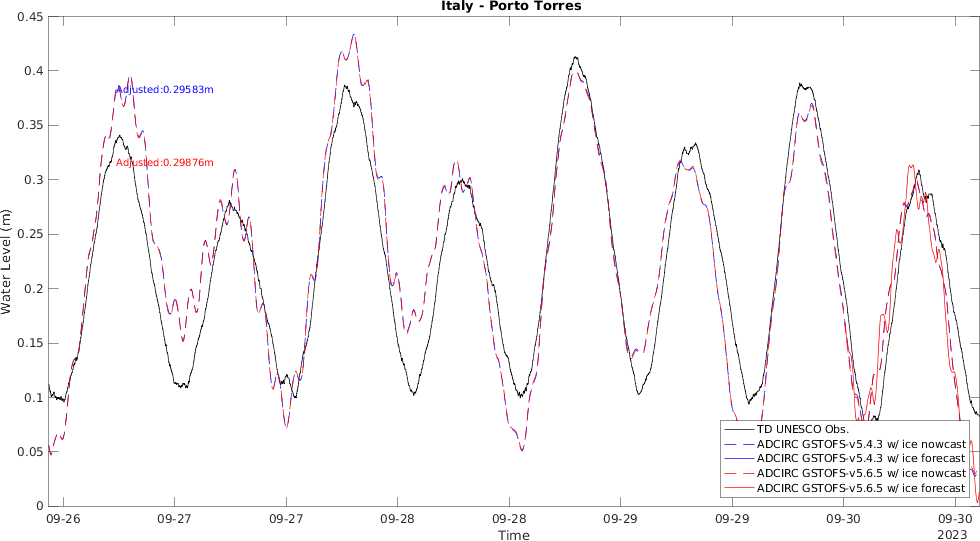 Italy - Porto Torres
0.45
0.4
0.35
0.3
0.25
0.2
0.15
0.1
0.05
0
Water Level (m)
Adjusted:0.29583m
Adjusted:0.29876m
TD UNESCO Obs.
ADCIRC GSTOFS-v5.4.3 w/ ice nowcast
ADCIRC GSTOFS-v5.4.3 w/ ice forecast
ADCIRC GSTOFS-v5.6.5 w/ ice nowcast
ADCIRC GSTOFS-v5.6.5 w/ ice forecast
09-26 09-27 09-27 09-28 09-28 09-29 09-29 09-30 09-30
Time
2023